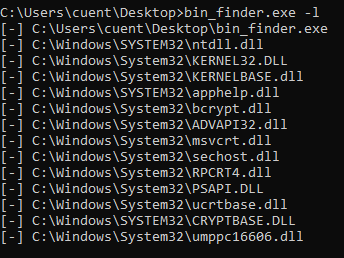 C:\Users\cuent\Desktop>bin_finder.exe -l
[-] C:\Users\cuent\Desktop\bin_finder.exe
[-] C:\Windows\SYSTEM32\ntdll.dll
[-] C:\Windows\System32\KERNEL32.DLL
[-] C:\Windows\System32\KERNELBASE.dll
[-] C:\Windows\SYSTEM32\apphelp.dll
[-] C:\Windows\System32\bcrypt.dll
[-] C:\Windows\System32\ADVAPI32.dll
[-] C:\Windows\System32\msvcrt.dll
[-] C:\Windows\System32\sechost.dll
[-] C:\Windows\System32\RPCRT4.dll
[-] C:\Windows\System32\PSAPI.DLL
[-] C:\Windows\System32\ucrtbase.dll
[-] C:\Windows\SYSTEM32\CRYPTBASE.DLL
[-] C:\Windows\System32\umppc16606.dll